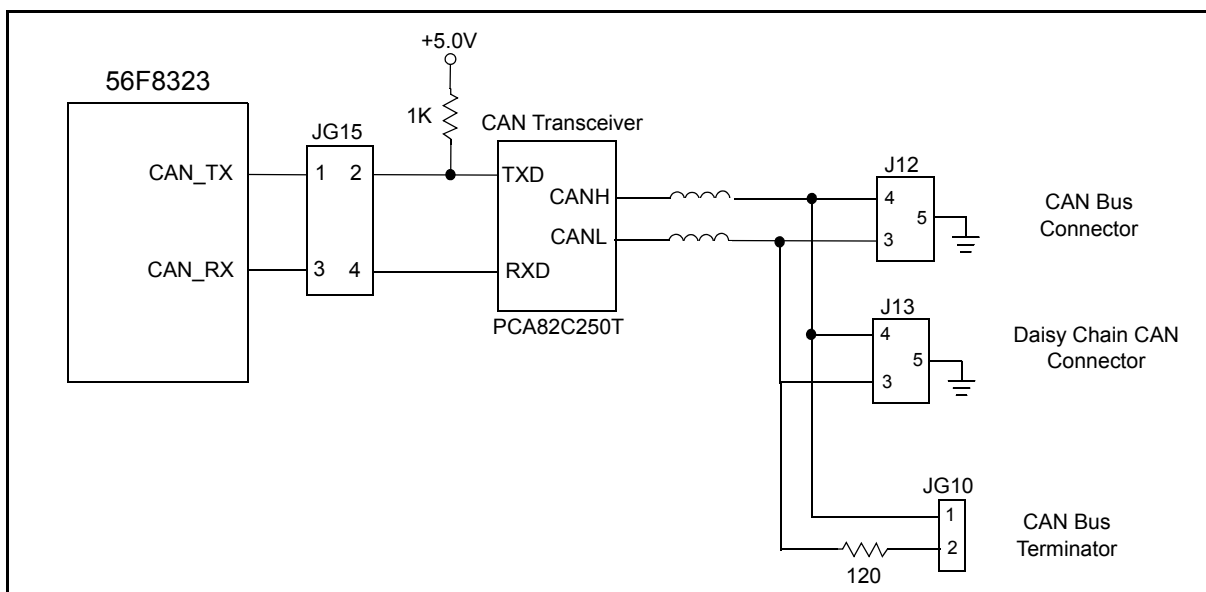 +5.0V
56F8323
1K
CAN Transceiver
JG15
CAN_TX
1
2
TXD
CANH
CANL
CAN_RX
3
4
RXD
PCA82C250T
J12
4
5
3
CAN Bus
Connector
J13
4
5
3
Daisy Chain CAN
Connector
JG10
1
2
120
CAN Bus
Terminator